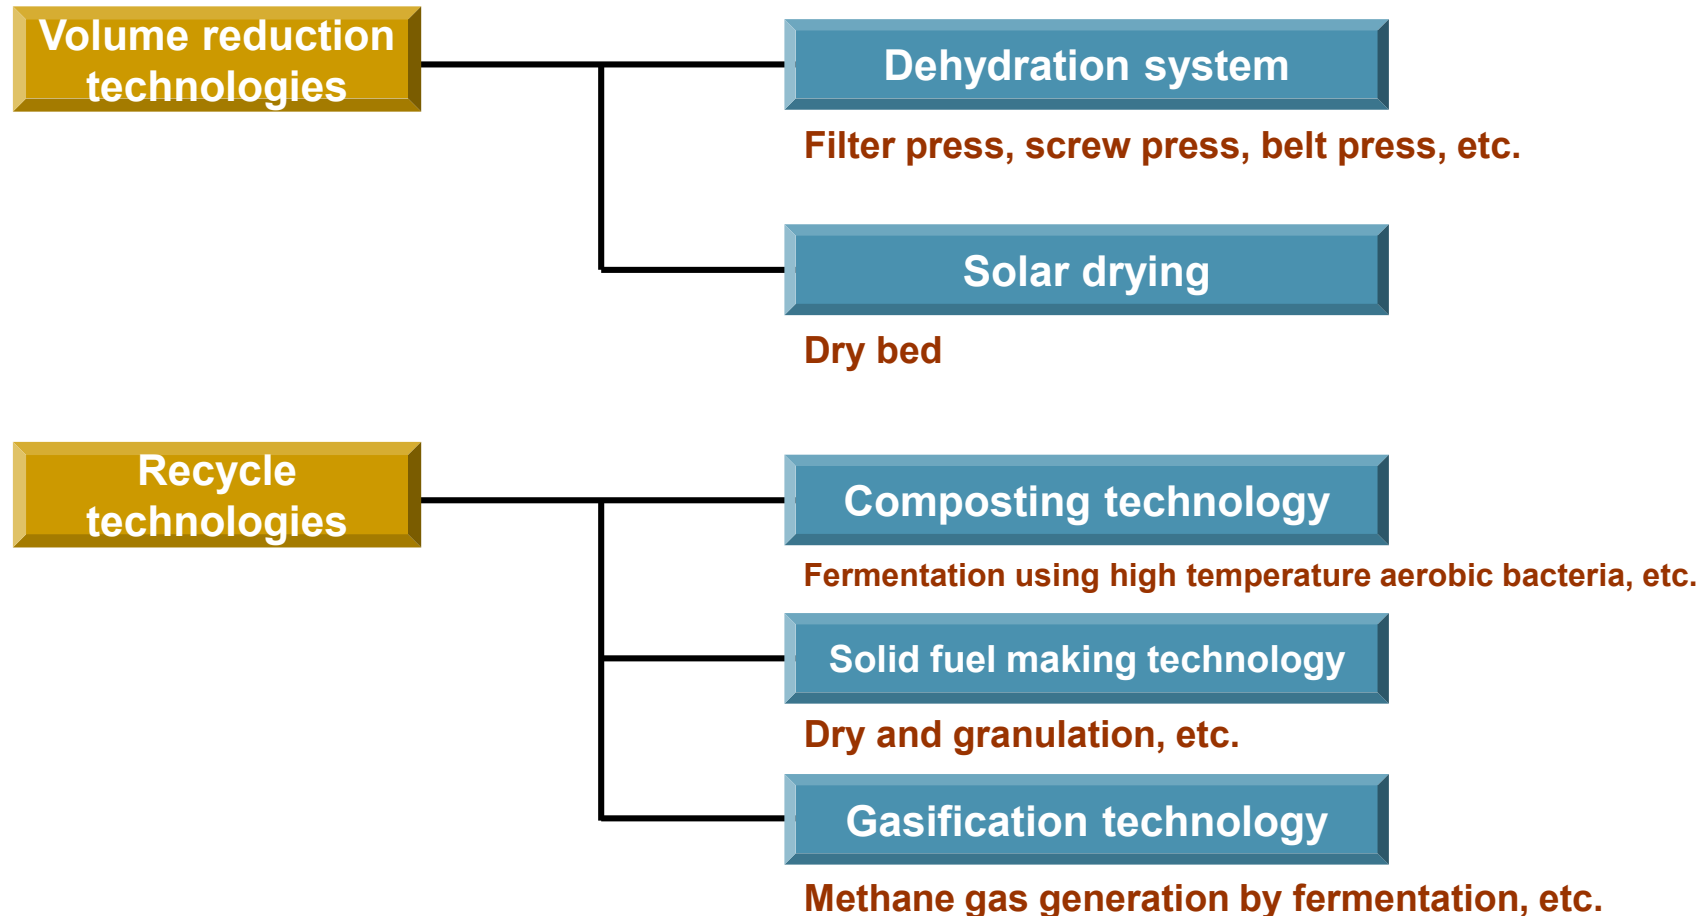 Volume reduction
technologies
Dehydration system
Filter press, screw press, belt press, etc.
Solar drying
Dry bed
Recycle
technologies
Composting technology
Fermentation using high temperature aerobic bacteria, etc.
Solid fuel making technology
Dry and granulation, etc.
Gasification technology
Methane gas generation by fermentation, etc.